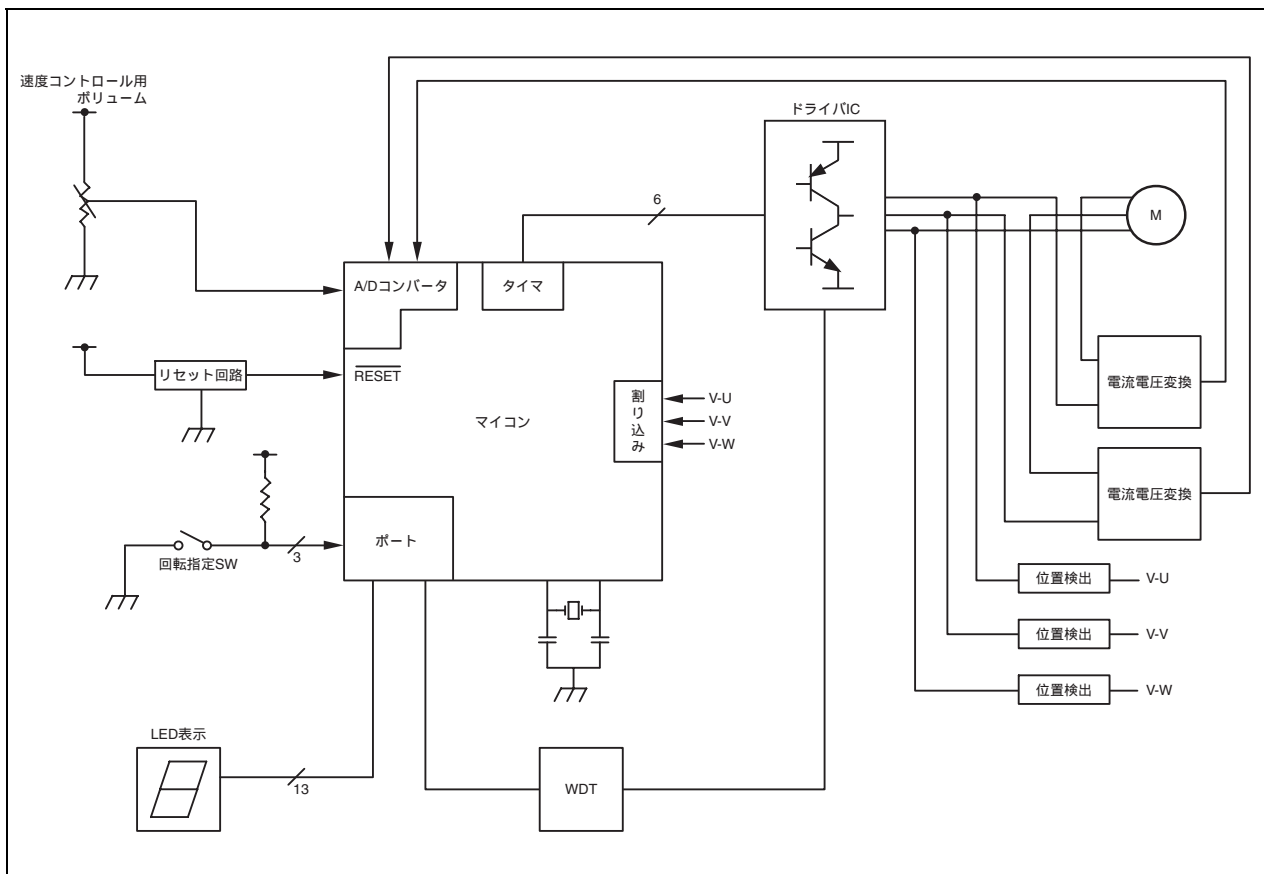 速度コントロール用
ボリューム
ドライバIC
6
M
A/Dコンバータ
タイマ
電流電圧変換
リセット回路
RESET
割り込み
V-U
V-V
V-W
マイコン
電流電圧変換
ポート
回転指定SW
3
位置検出
V-U
位置検出
V-V
位置検出
V-W
LED表示
13
WDT